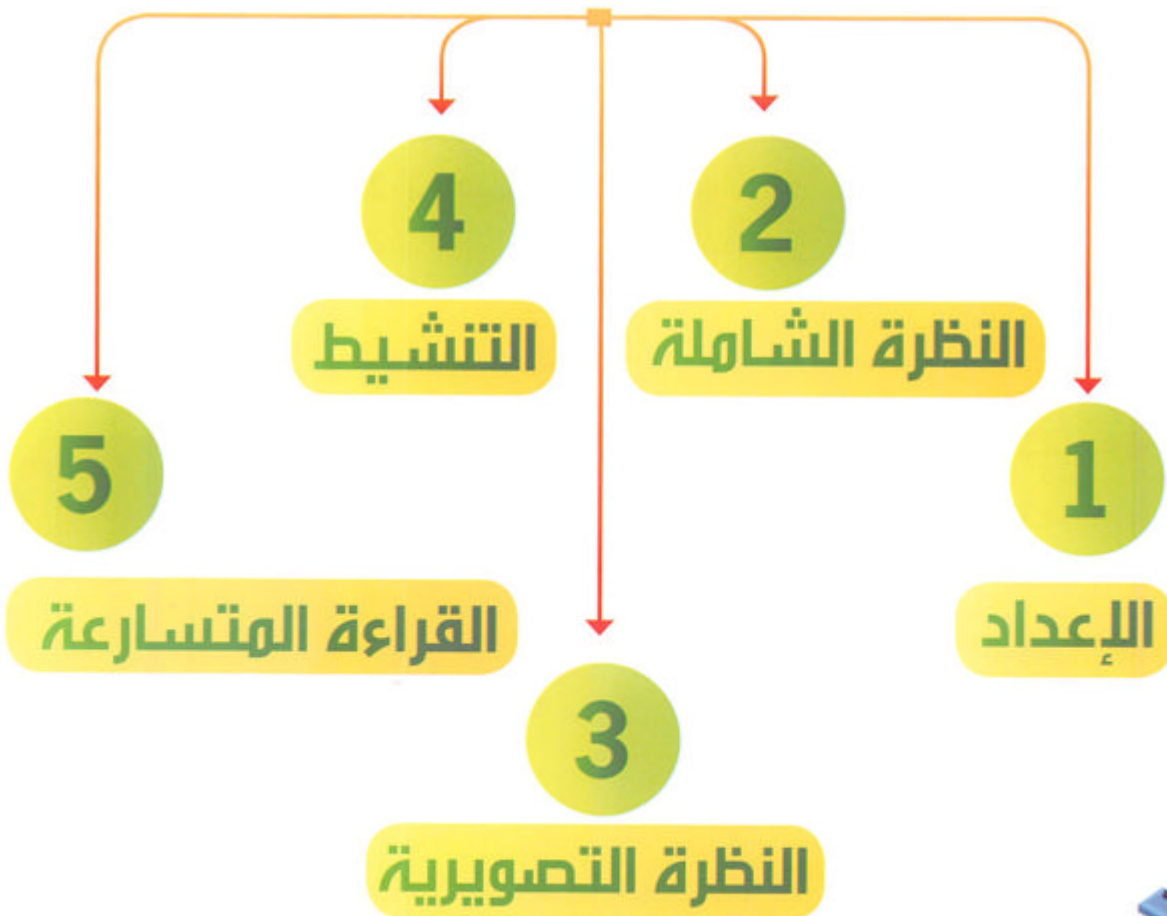 1
الإعداد
2
النظرة الشاملة
3
النظرة التصويرية
4
التنشيط
5
القراءة المتسارعة